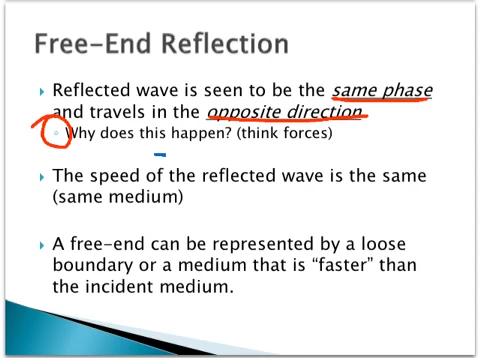 Free-End Reflection
Reflected wave is seen to be the same phase
and travels in the opposite direction
Why does this happen? (think forces)
The speed of the reflected wave is the same
(same medium)
A free-end can be represented by a loose
boundary or a medium that is “faster” than
the incident medium.